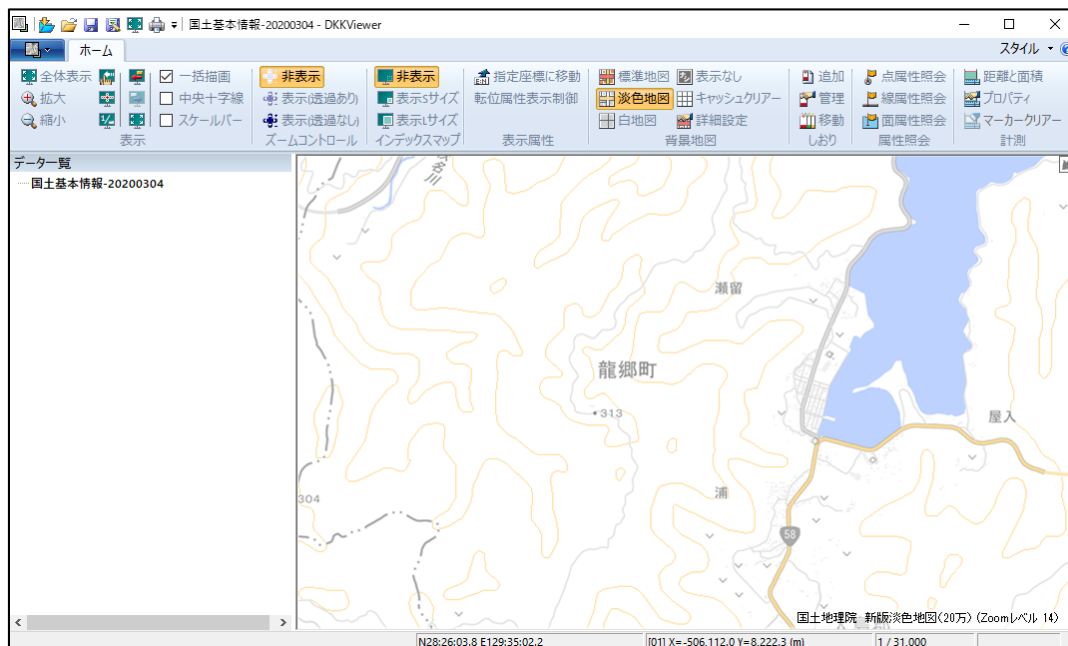 国土基本情報-20200304 - DKKViewer
ホーム
スタイル
全体表示 一括描画 非表示 非表示 指定座標に移動 標準地図 表示なし 追加 点属性照会 距離と面積
拡大 中央十字線 表示(透過あり) 表示Sサイズ 転位属性表示制御 淡色地図 キャッシュクリアー 管理 線属性照会 プロパティ
縮小 1/2 スケールバー 表示(透過なし) 表示Lサイズ 白地図 詳細設定 移動 面属性照会 マーカークリアー
表示 ズームコントロール インデックスマップ 表示属性 背景地図 しおり 属性照会 計測
データ一覧
国土基本情報-20200304
名川
瀬留
龍郷町
313
屋入
304
浦
58
国土地理院 新版淡色地図(20万) (Zoomレベル 14)
N28:26:03.8 E129:35:02.2 [01] X=-506,112.0 Y=8,222.3 (m) 1 / 31,000